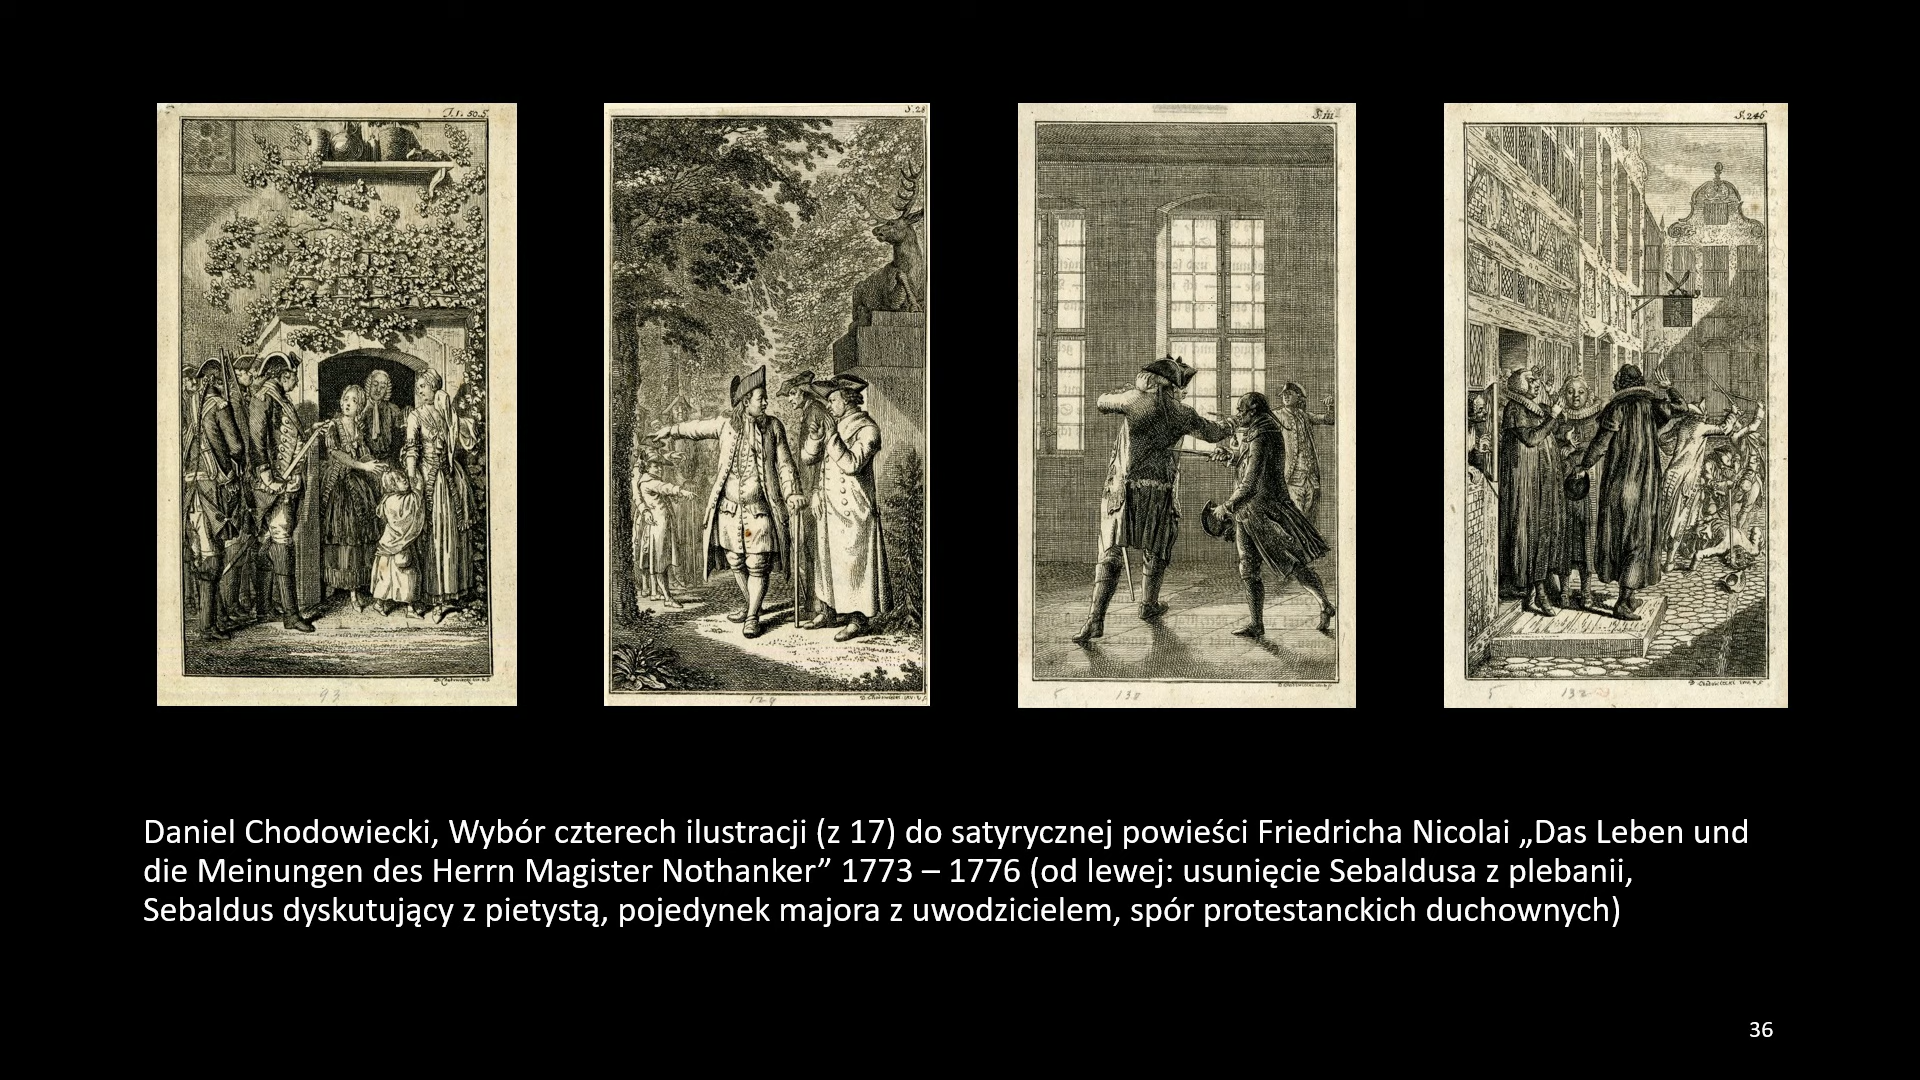 S. 246
Daniel Chodowiecki, Wybór czterech ilustracji (z 17) do satyrycznej powieści Friedricha Nicolai „Das Leben und
die Meinungen des Herrn Magister Nothanker” 1773 – 1776 (od lewej: usunięcie Sebaldusa z plebanii,
Sebaldus dyskutujący z pietystą, pojedynek majora z uwodzicielem, spór protestanckich duchownych)
36